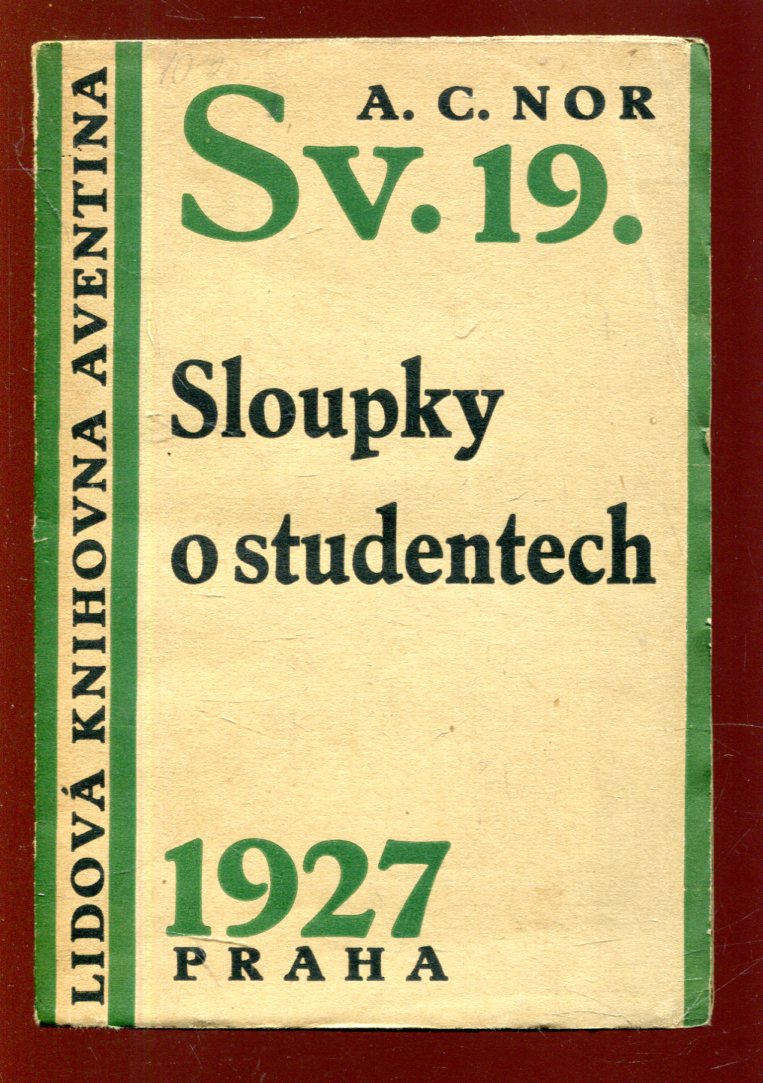 A. C. NOR
Sv. 19.
Sloupky
o studentech
1927
PRAHA
LIDOVÁ KNIHOVNA AVENTINA